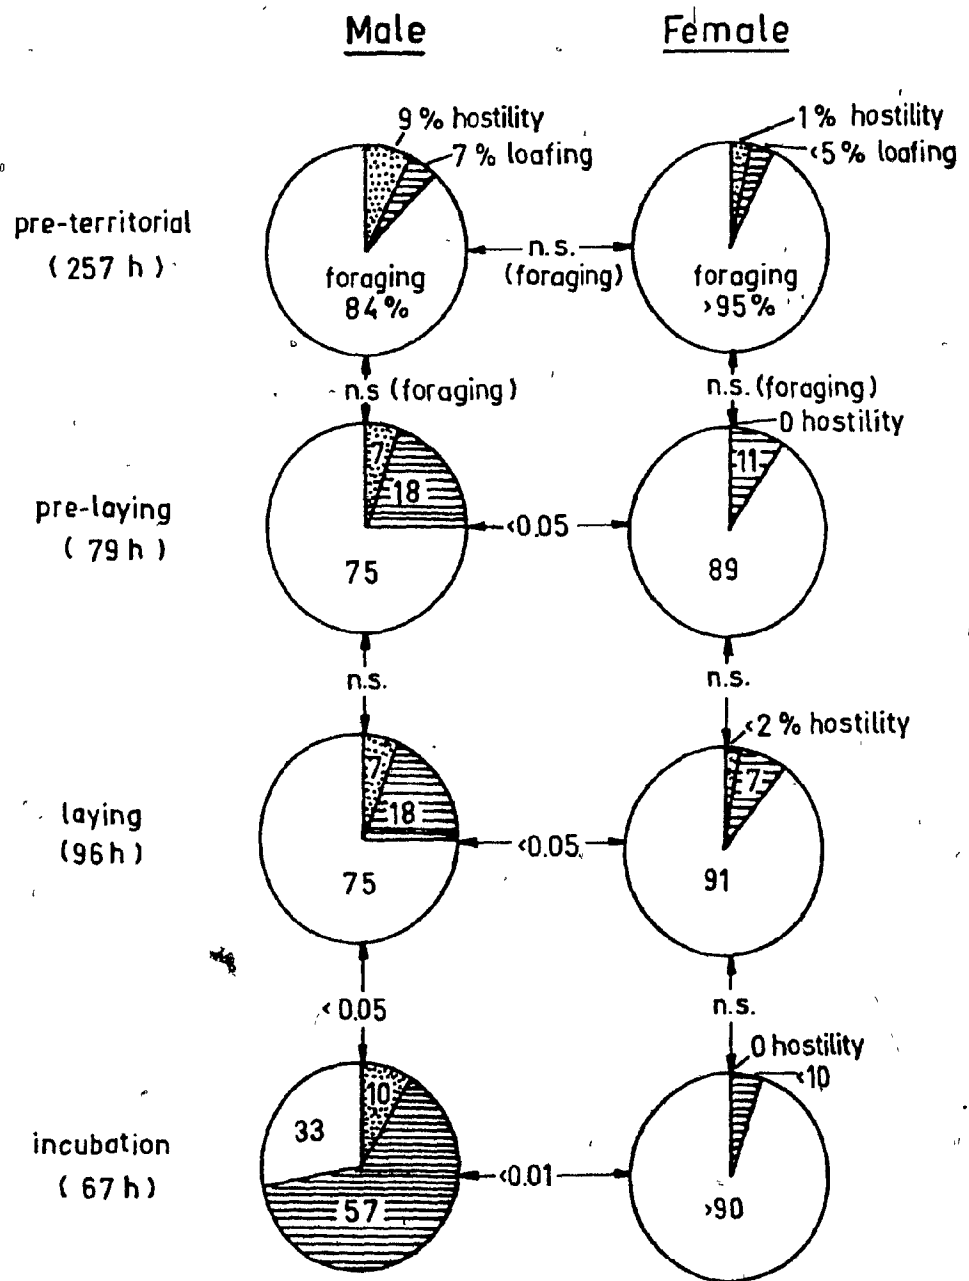 Male Female
9 % hostility
7 % loafing
1 % hostility
<5 % loafing
pre-territorial
( 257 h )
foraging
84 %
n.s.
(foraging)
foraging
>95 %
n.s (foraging)
n.s. (foraging)
0 hostility
pre-laying
( 79 h )
7
18
75
<0.05
11
89
n.s.
n.s.
<2 % hostility
laying
(96 h)
7
18
75
<0.05
7
91
<0.05
n.s.
0 hostility
<10
incubation
( 67 h )
10
33
57
<0.01
>90